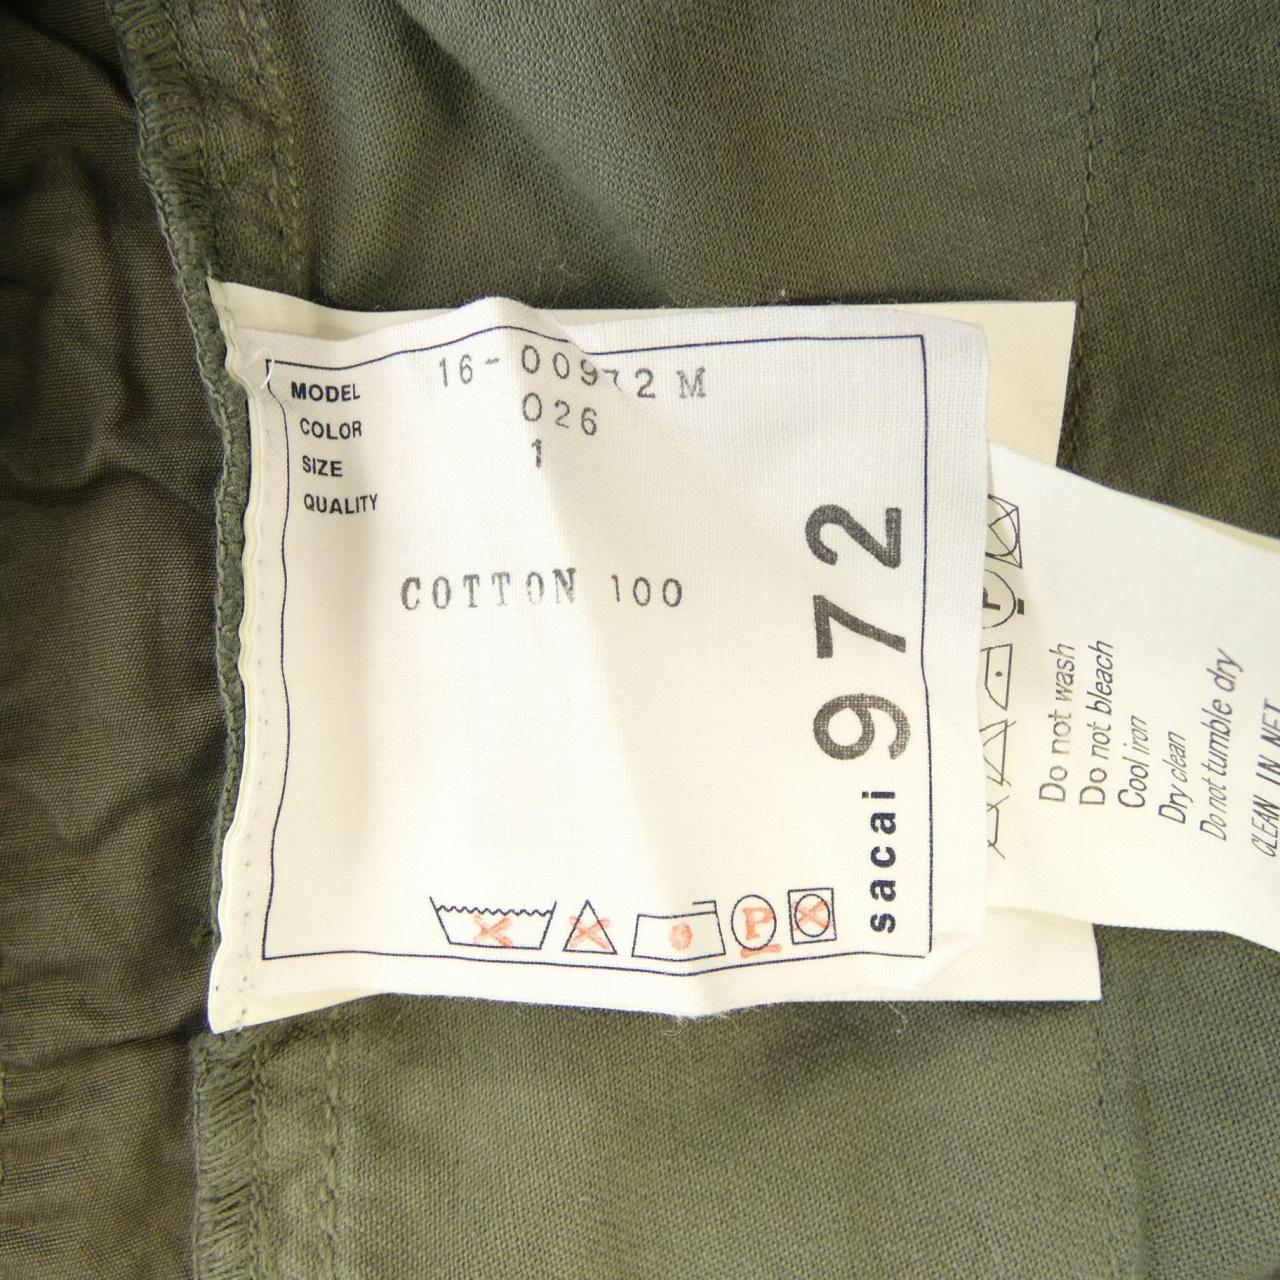 MODEL 16-00972M
COLOR 026
SIZE 1
QUALITY
COTTON 100
sacai 972
P
P
Do not wash
Do not bleach
Cool iron
Dry clean
Do not tumble dry
CLEAN IN NET